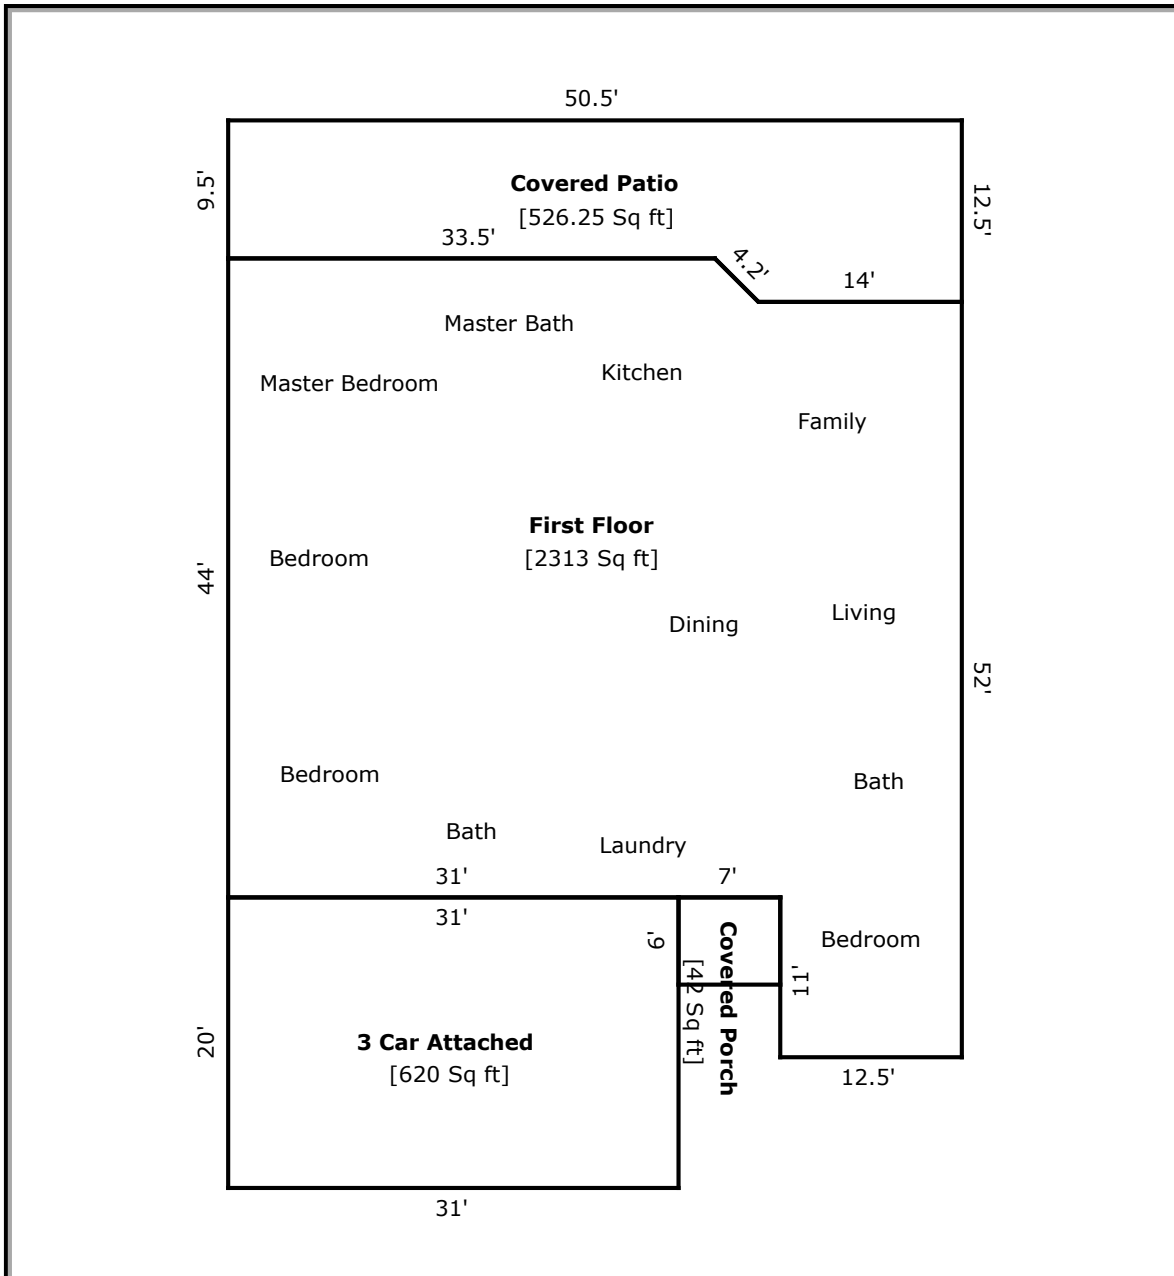 50.5'
9.5'
Covered Patio
12.5'
[526.25 Sq ft]
33.5'
4.2'
14'
Master Bath
Kitchen
Master Bedroom
Family
First Floor
[2313 Sq ft]
Bedroom
44'
Living
Dining
52'
Bedroom
Bath
Bath
Laundry
31'
7'
31'
6'
Bedroom
11'
Covered Porch
[42 Sq ft]
20'
3 Car Attached
[620 Sq ft]
12.5'
31'